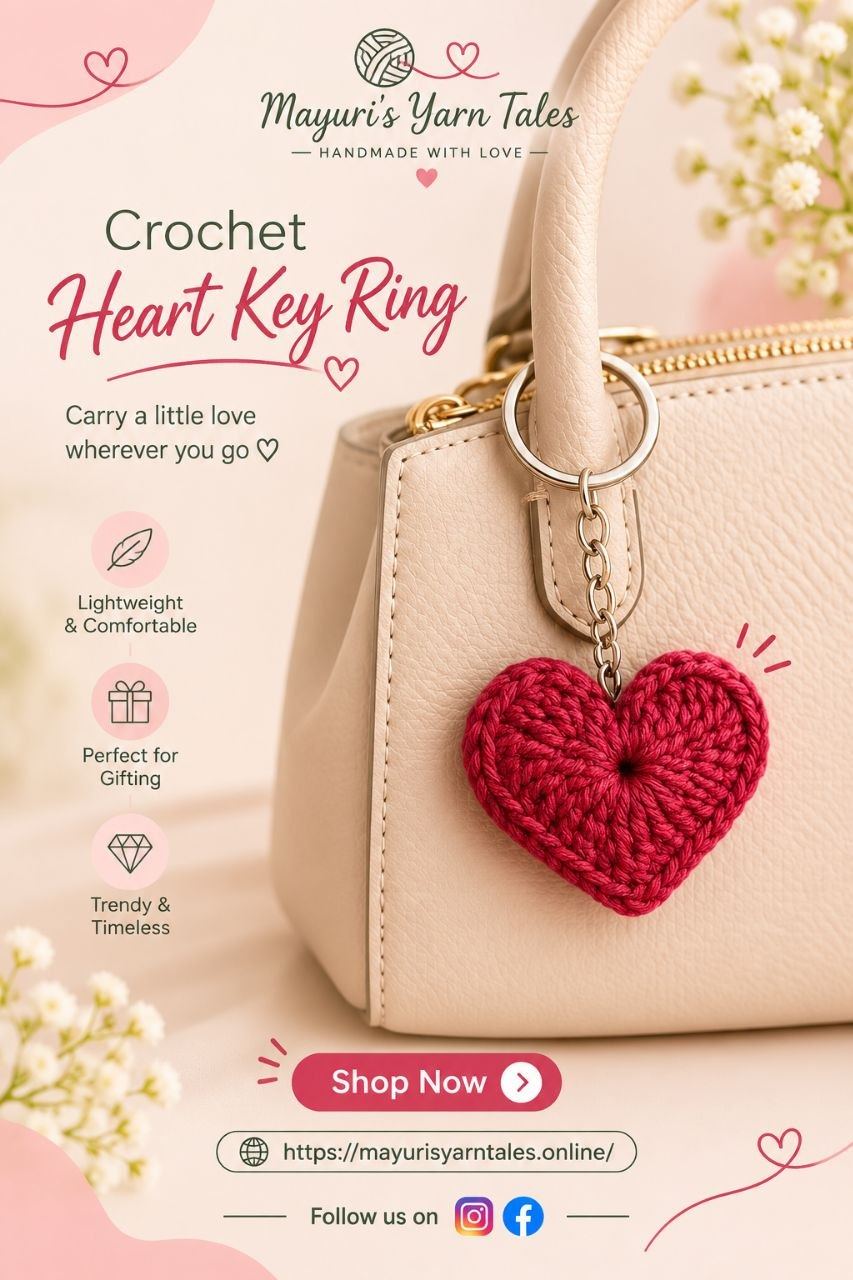 Mayuri's Yarn Tales
HANDMADE WITH LOVE
Crochet
Heart Key Ring
Carry a little love
wherever you go ♡
Lightweight
& Comfortable
Perfect for
Gifting
Trendy &
Timeless
Shop Now
https://mayurisyarntales.online/
Follow us on